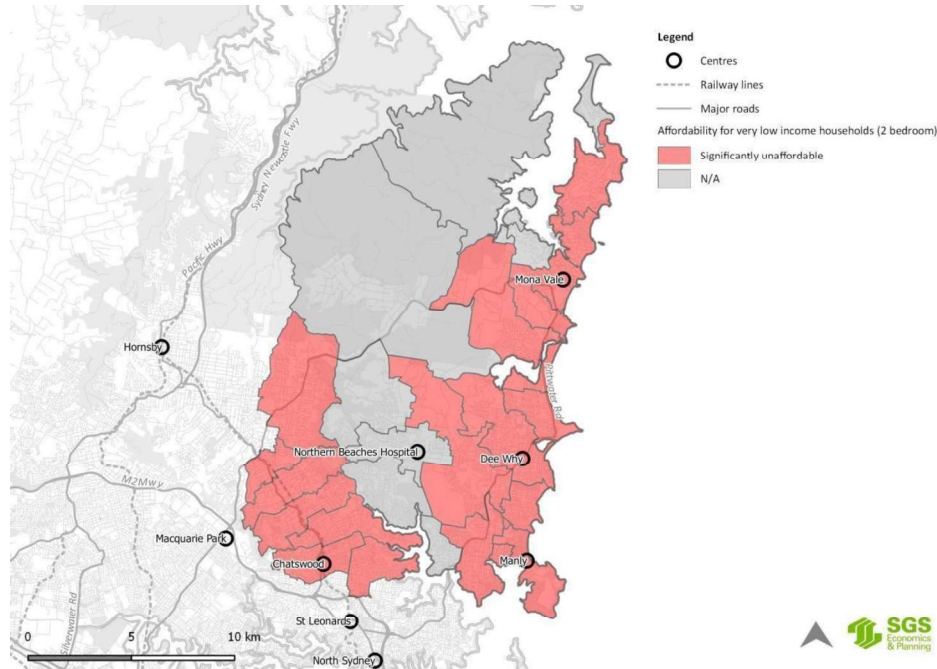 Legend
Centres
Railway lines
Major roads
Affordability for very low income households (2 bedroom)
Significantly unaffordable
N/A
Sydney Newcastle Fwy
Pacific Hwy
Mona Vale
Hornsby
Pittwater Rd
Northern Beaches Hospital
Dee Why
M2Mwy
Macquarie Park
Chatswood
Manly
Silverwater Rd
St Leonards
North Sydney
0 5 10 km
SGS
Economics
& Planning